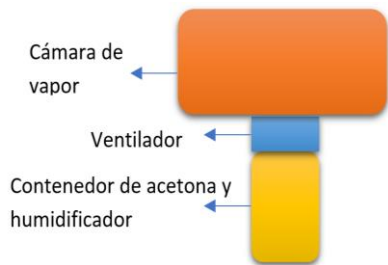 Cámara de
vapor
Ventilador
Contenedor de acetona y
humidificador